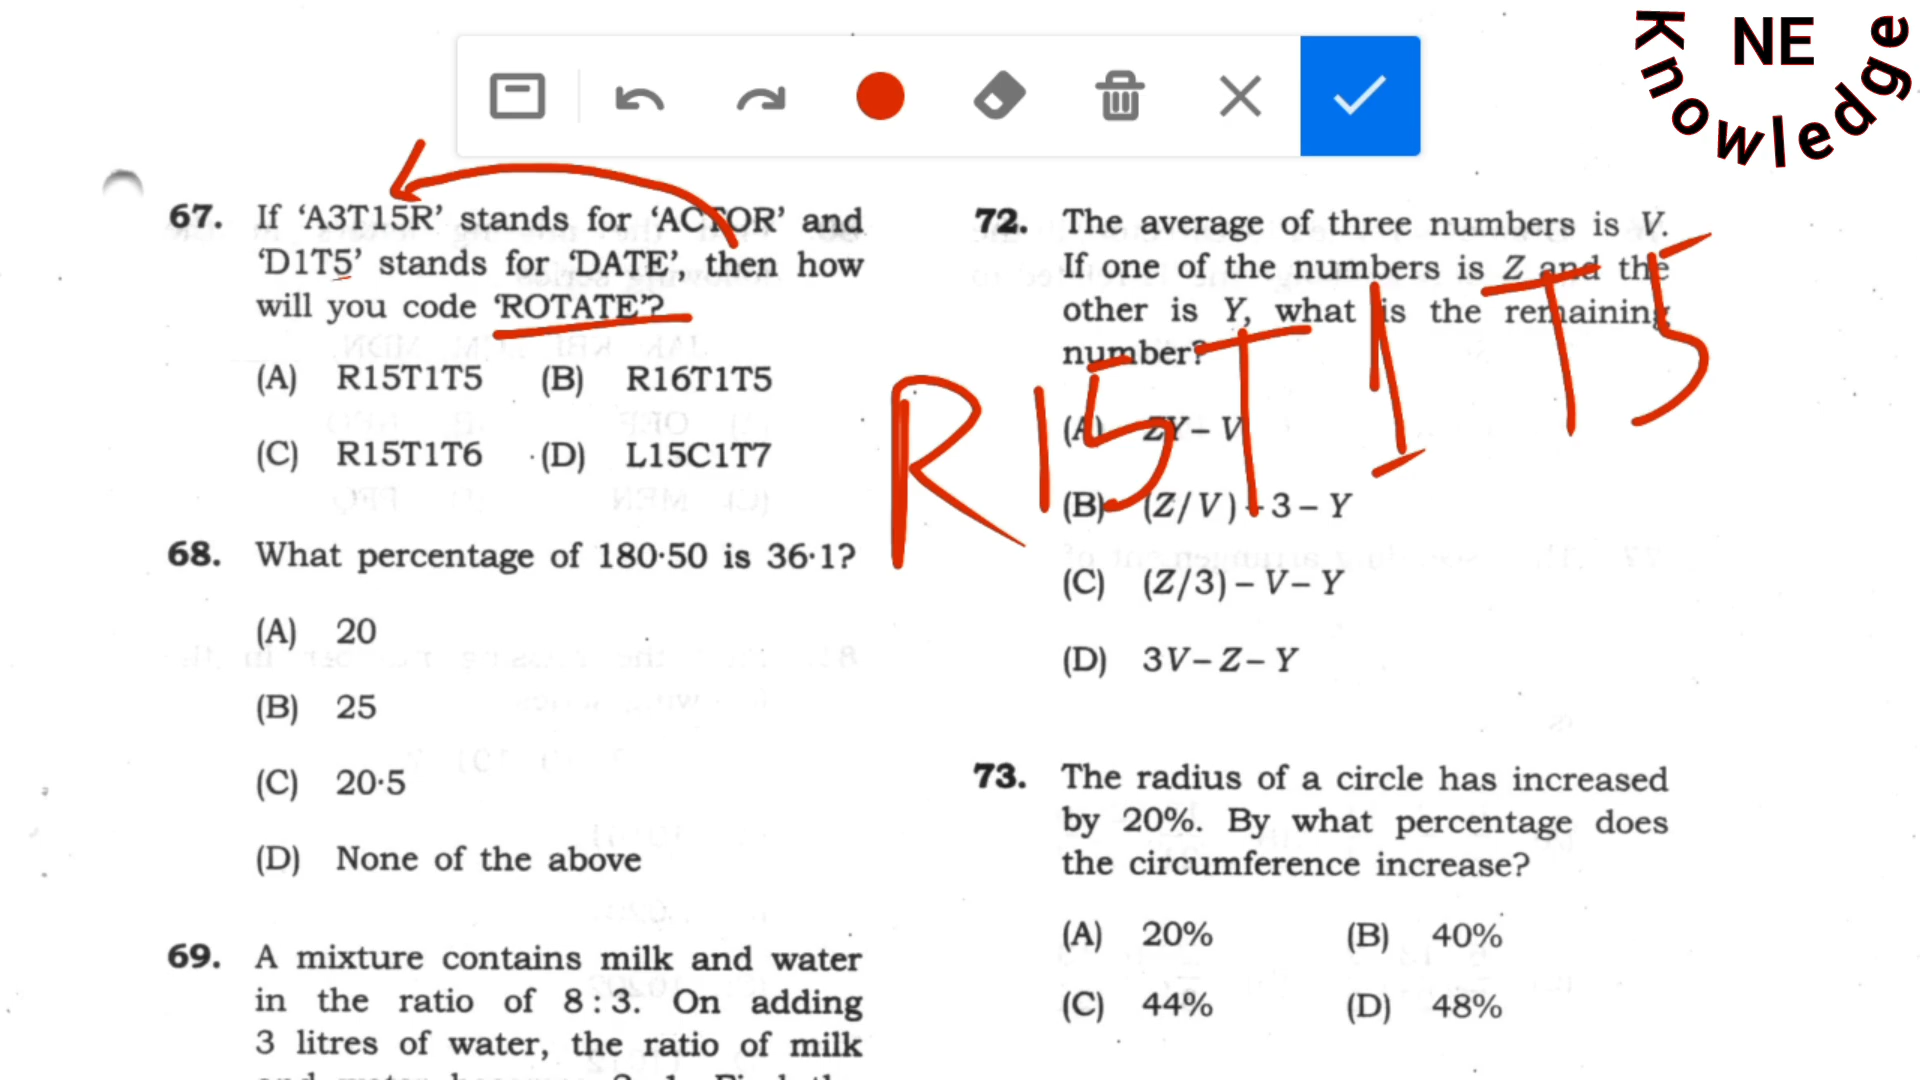 NE
Knowledge
67. If ‘A3T15R’ stands for ‘ACTOR’ and
‘D1T5’ stands for ‘DATE’, then how
will you code ‘ROTATE’?
(A) R15T1T5 (B) R16T1T5
(C) R15T1T6 (D) L15C1T7
R15T1T5
68. What percentage of 180·50 is 36·1?
(A) 20
(B) 25
(C) 20·5
(D) None of the above
69. A mixture contains milk and water
in the ratio of 8 : 3. On adding
3 litres of water, the ratio of milk
72. The average of three numbers is V.
If one of the numbers is Z and the
other is Y, what is the remaining
number?
(A) ZY – V
(B) (Z/V) 3 – Y
(C) (Z/3) – V – Y
(D) 3V – Z – Y
73. The radius of a circle has increased
by 20%. By what percentage does
the circumference increase?
(A) 20% (B) 40%
(C) 44% (D) 48%